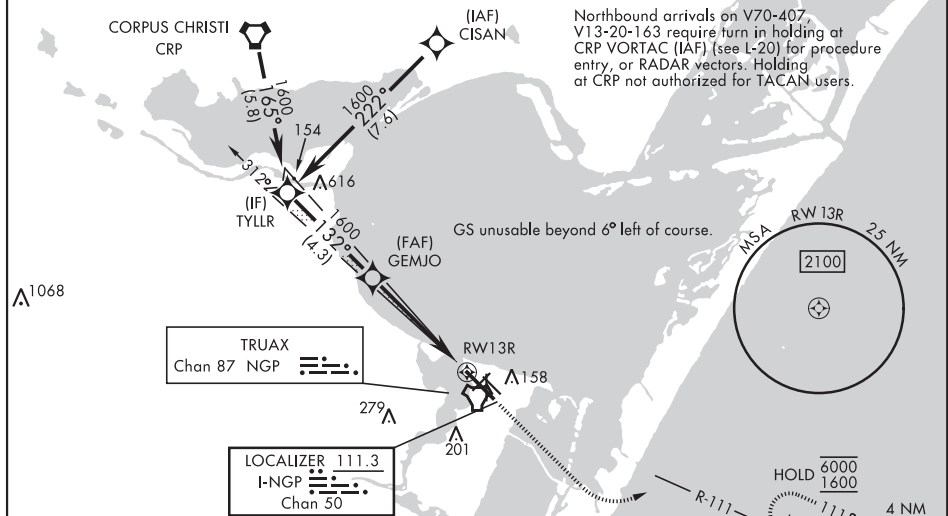 CORPUS CHRISTI
CRP
(IAF)
CISAN
Northbound arrivals on V70-407,
V13-20-163 require turn in holding at
CRP VORTAC (IAF) (see L-20) for procedure
entry, or RADAR vectors. Holding
at CRP not authorized for TACAN users.
1600
165°
(5.8)
1600
222°
(7.6)
154
312°
616
(IF)
TYLLR
1600
132°
(4.3)
(FAF)
GEMJO
GS unusable beyond 6° left of course.
MSA RW 13R 25 NM
2100
1068
TRUAX
Chan 87 NGP
RW13R
158
279
201
LOCALIZER 111.3
I-NGP
Chan 50
HOLD 6000
1600
R-111
4 NM